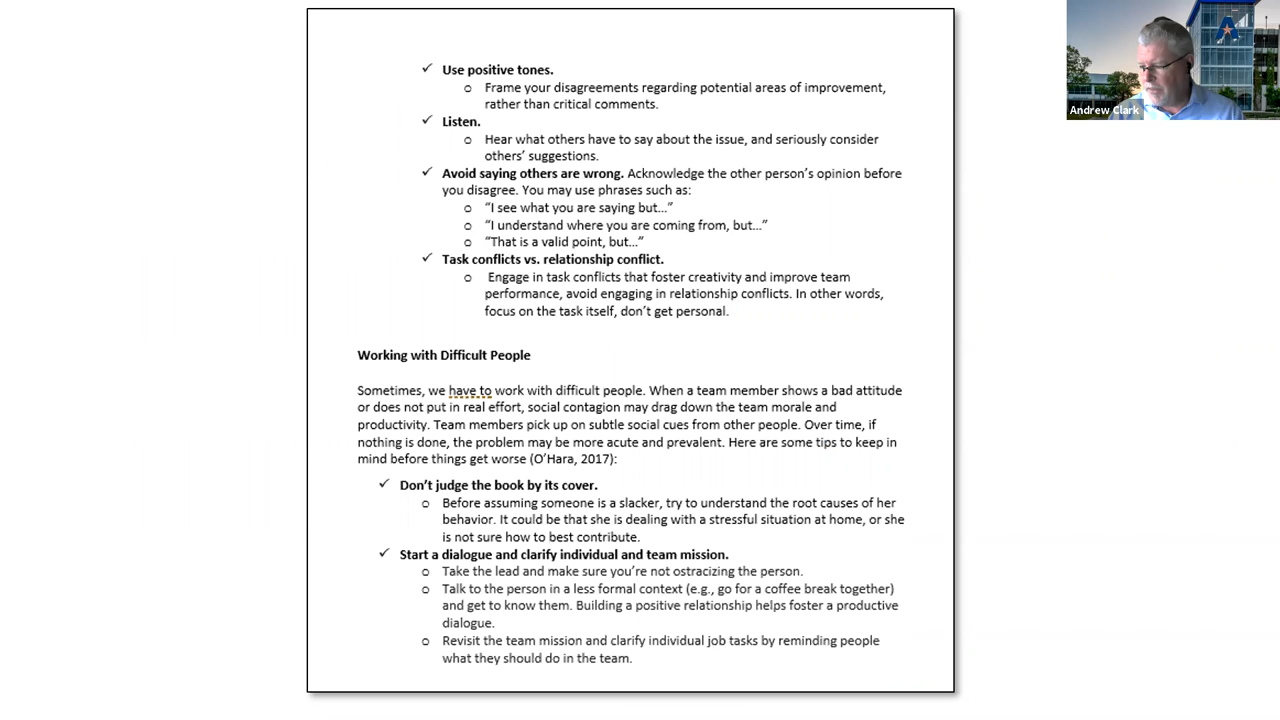 ✓ Use positive tones.
o Frame your disagreements regarding potential areas of improvement,
rather than critical comments.
✓ Listen.
o Hear what others have to say about the issue, and seriously consider
others’ suggestions.
✓ Avoid saying others are wrong. Acknowledge the other person’s opinion before
you disagree. You may use phrases such as:
o “I see what you are saying but…”
o “I understand where you are coming from, but…”
o “That is a valid point, but…”
✓ Task conflicts vs. relationship conflict.
o Engage in task conflicts that foster creativity and improve team
performance, avoid engaging in relationship conflicts. In other words,
focus on the task itself, don’t get personal.
Working with Difficult People
Sometimes, we have to work with difficult people. When a team member shows a bad attitude
or does not put in real effort, social contagion may drag down the team morale and
productivity. Team members pick up on subtle social cues from other people. Over time, if
nothing is done, the problem may be more acute and prevalent. Here are some tips to keep in
mind before things get worse (O’Hara, 2017):
✓ Don’t judge the book by its cover.
o Before assuming someone is a slacker, try to understand the root causes of her
behavior. It could be that she is dealing with a stressful situation at home, or she
is not sure how to best contribute.
✓ Start a dialogue and clarify individual and team mission.
o Take the lead and make sure you’re not ostracizing the person.
o Talk to the person in a less formal context (e.g., go for a coffee break together)
and get to know them. Building a positive relationship helps foster a productive
dialogue.
o Revisit the team mission and clarify individual job tasks by reminding people
what they should do in the team.
Andrew Clark